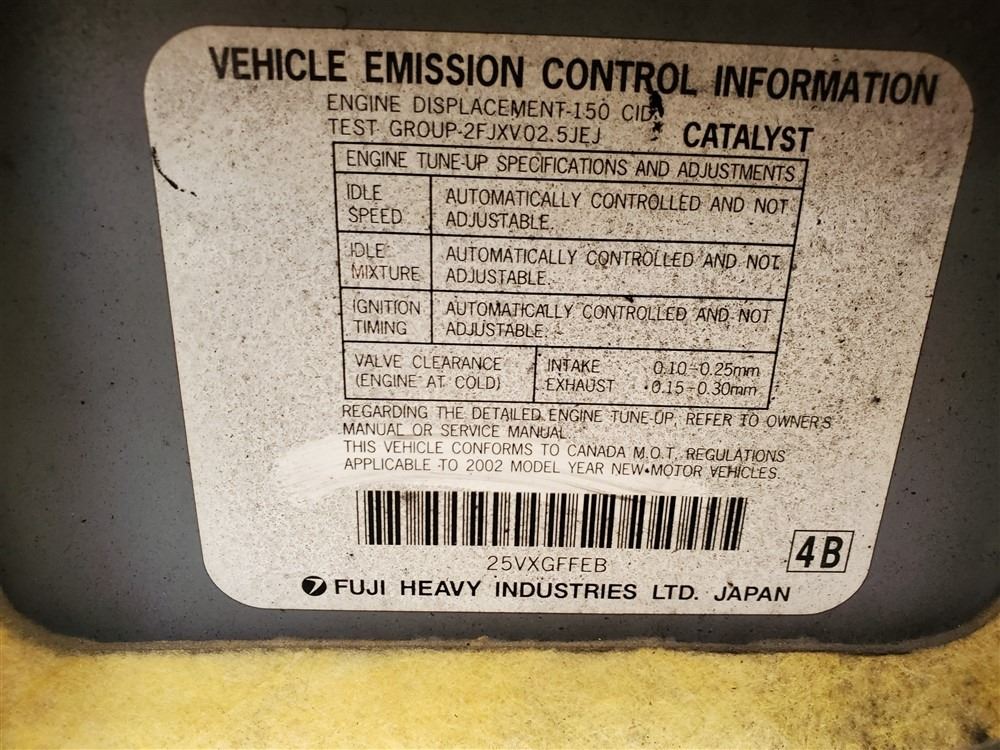 VEHICLE EMISSION CONTROL INFORMATION
ENGINE DISPLACEMENT-150 CID
TEST GROUP-2FJXV02.5JEJ CATALYST
ENGINE TUNE-UP SPECIFICATIONS AND ADJUSTMENTS
IDLE SPEED AUTOMATICALLY CONTROLLED AND NOT
ADJUSTABLE.
IDLE MIXTURE AUTOMATICALLY CONTROLLED AND NOT
ADJUSTABLE.
IGNITION TIMING AUTOMATICALLY CONTROLLED AND NOT
ADJUSTABLE.
VALVE CLEARANCE INTAKE 0.10-0.25mm
(ENGINE AT COLD) EXHAUST 0.15-0.30mm
REGARDING THE DETAILED ENGINE TUNE-UP, REFER TO OWNER'S
MANUAL OR SERVICE MANUAL.
THIS VEHICLE CONFORMS TO CANADA M.O.T. REGULATIONS
APPLICABLE TO 2002 MODEL YEAR NEW MOTOR VEHICLES.
25VXGFFEB
4B
FUJI HEAVY INDUSTRIES LTD. JAPAN